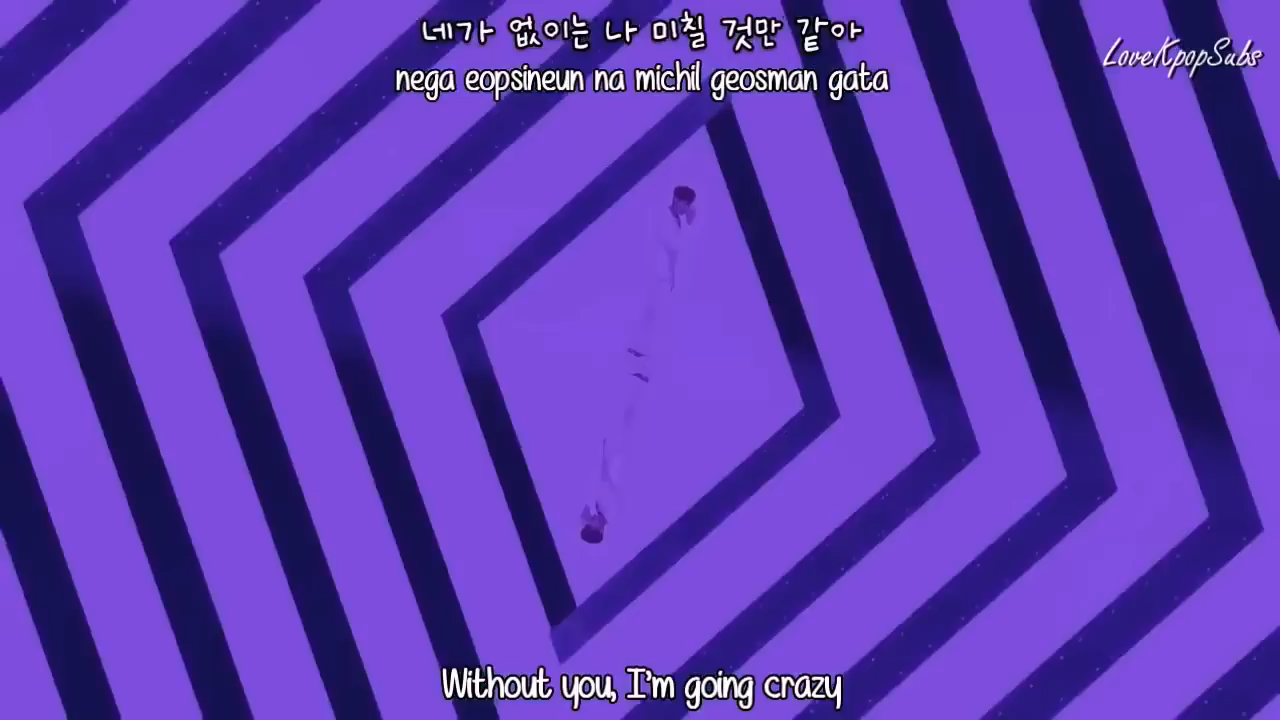 네가 없이는 나 미칠 것만 같아
nega eopsineun na michil geosman gata
LoveKpopSubs
Without you, I'm going crazy